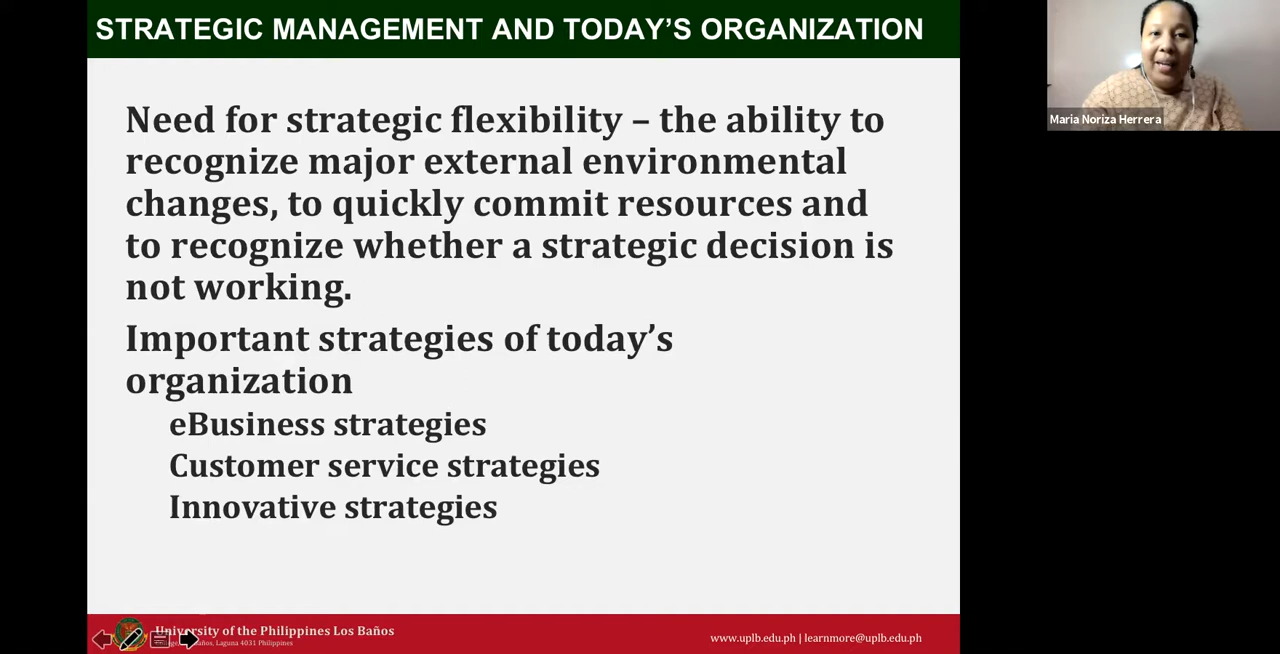 STRATEGIC MANAGEMENT AND TODAY'S ORGANIZATION
Need for strategic flexibility – the ability to
recognize major external environmental
changes, to quickly commit resources and
to recognize whether a strategic decision is
not working.
Important strategies of today's
organization
eBusiness strategies
Customer service strategies
Innovative strategies
Maria Noriza Herrera
University of the Philippines Los Baños
Laguna 4031 Philippines
www.uplb.edu.ph | learnmore@uplb.edu.ph